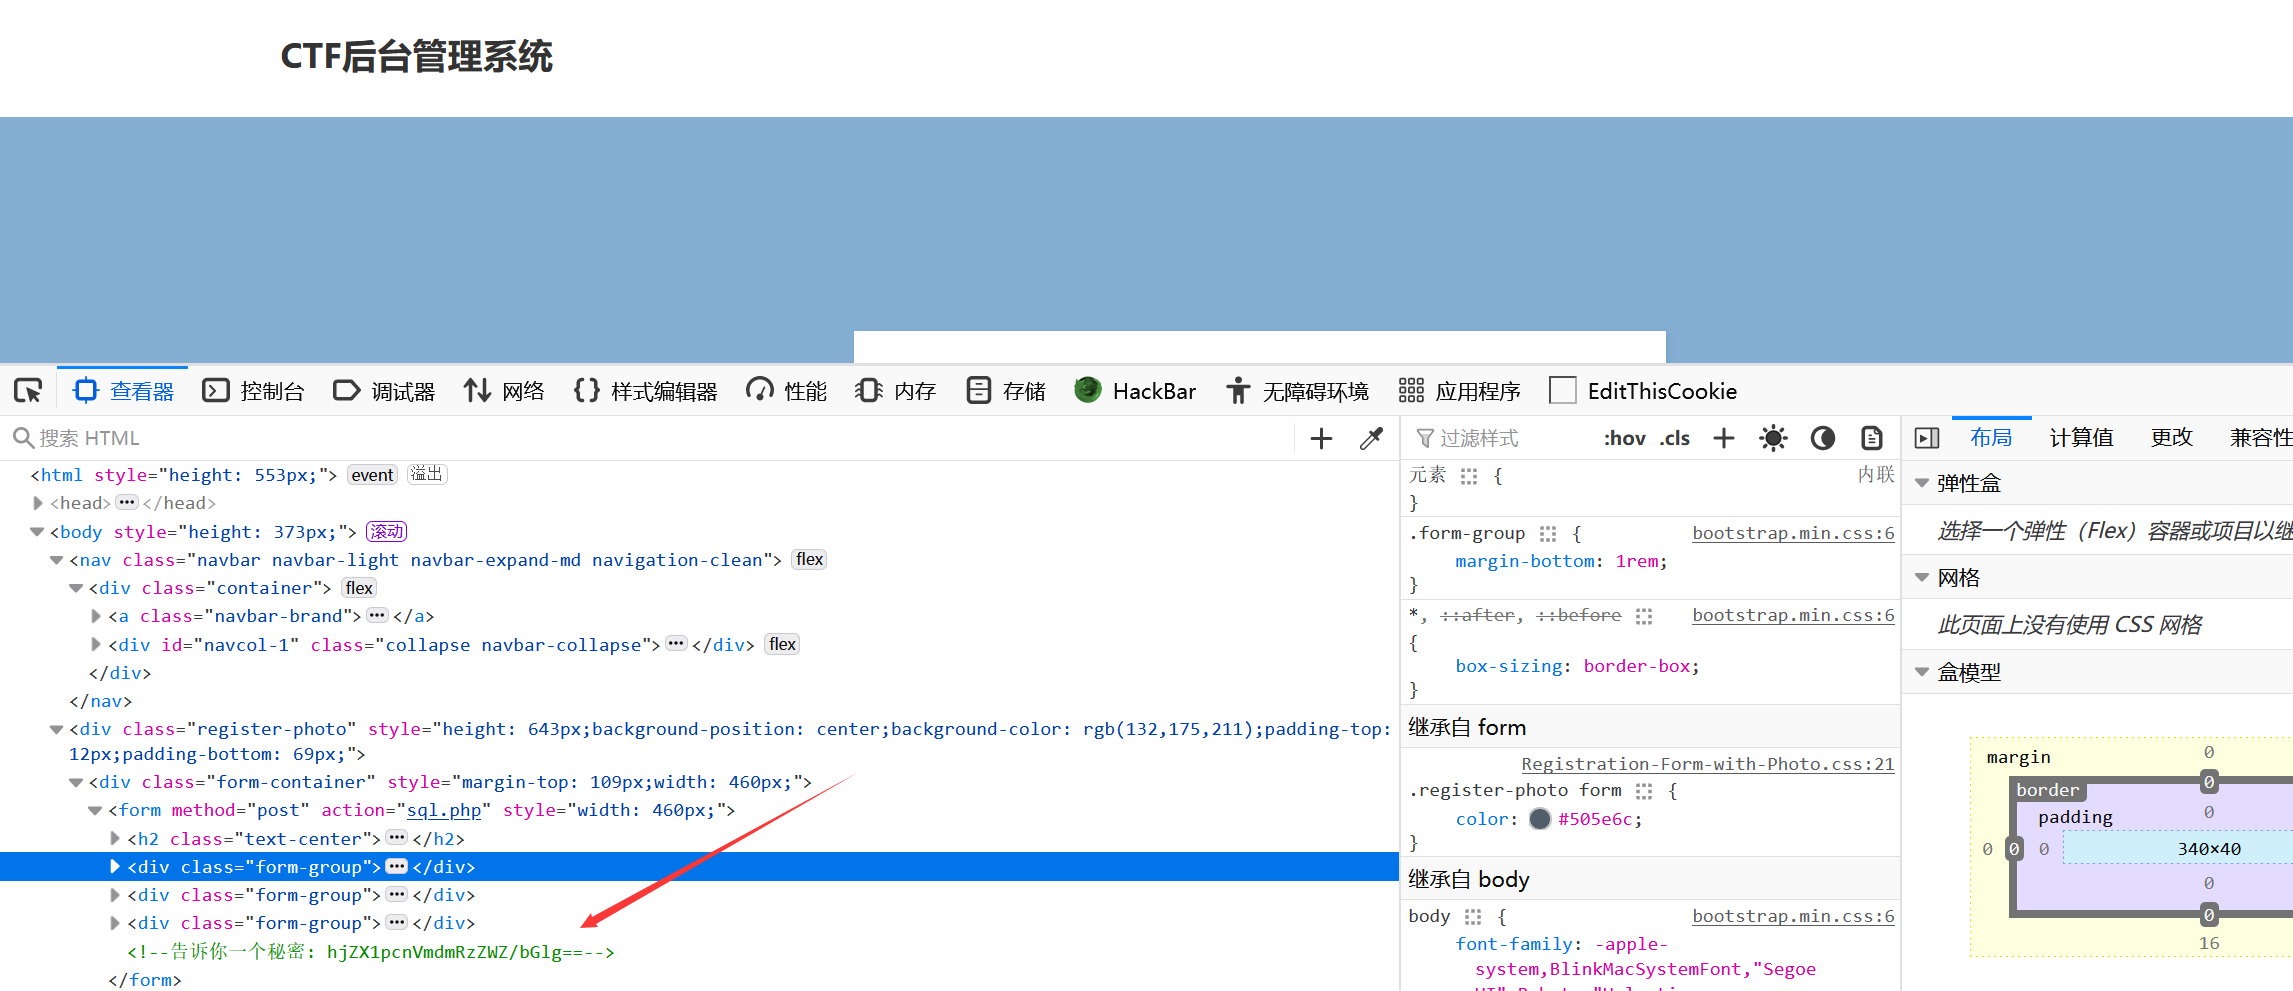 CTF后台管理系统
查看器 控制台 调试器 网络 样式编辑器 性能 内存 存储 HackBar 无障碍环境 应用程序 EditThisCookie
搜索 HTML
<html style="height: 553px;"> event 溢出
<head>···</head>
<body style="height: 373px;"> 滚动
<nav class="navbar navbar-light navbar-expand-md navigation-clean"> flex
<div class="container"> flex
<a class="navbar-brand">···</a>
<div id="navcol-1" class="collapse navbar-collapse">···</div> flex
</div>
</nav>
<div class="register-photo" style="height: 643px;background-position: center;background-color: rgb(132,175,211);padding-top:
12px;padding-bottom: 69px;">
<div class="form-container" style="margin-top: 109px;width: 460px;">
<form method="post" action="sql.php" style="width: 460px;">
<h2 class="text-center">···</h2>
<div class="form-group">···</div>
<div class="form-group">···</div>
<div class="form-group">···</div>
<!--告诉你一个秘密: hjZX1pcnVmdmRzZWZ/bGlg==-->
</form>
过滤样式 :hov .cls
元素 { 内联
}
.form-group { bootstrap.min.css:6
margin-bottom: 1rem;
}
*, ::after, ::before bootstrap.min.css:6
{
box-sizing: border-box;
}
继承自 form
Registration-Form-with-Photo.css:21
.register-photo form {
color: #505e6c;
}
继承自 body
body { bootstrap.min.css:6
font-family: -apple-
system,BlinkMacSystemFont,"Segoe
布局 计算值 更改 兼容性
弹性盒
选择一个弹性（Flex）容器或项目以继
网格
此页面上没有使用 CSS 网格
盒模型
margin 0
border 0
padding 0
0 0 0 340×40
0
0
16